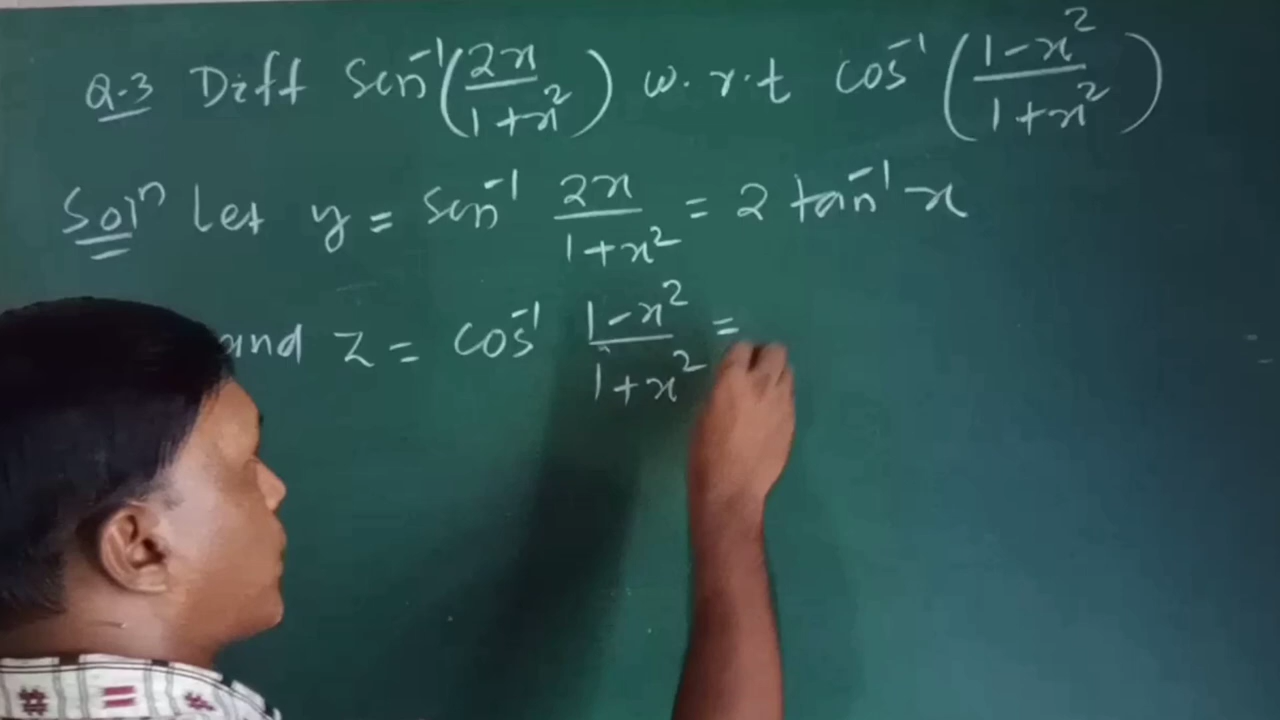 Q.3 Diff sin⁻¹(2x/1+x²) w.r.t cos⁻¹(1-x²/1+x²)
Solⁿ Let y = sin⁻¹ 2x/1+x² = 2 tan⁻¹ x
and z = cos⁻¹ 1-x²/1+x² =